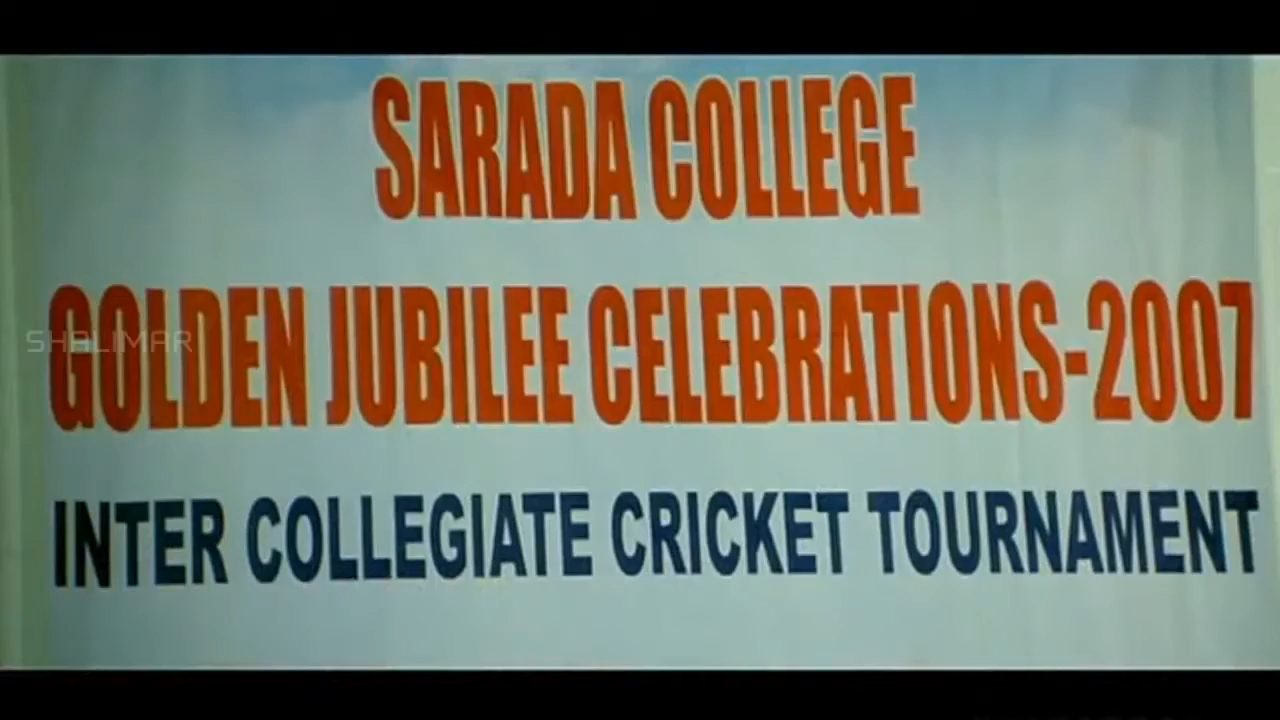 SARADA COLLEGE
GOLDEN JUBILEE CELEBRATIONS-2007
SHALIMAR
INTER COLLEGIATE CRICKET TOURNAMENT